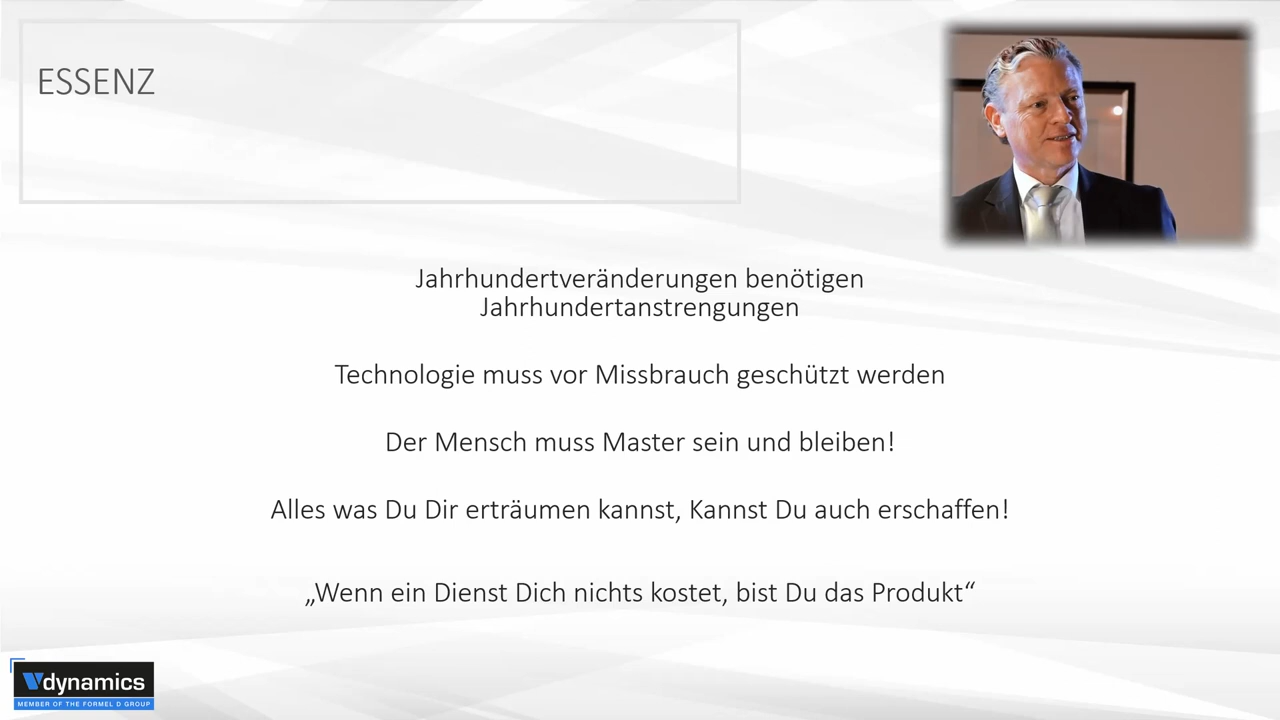 ESSENZ
Jahrhundertveränderungen benötigen
Jahrhundertanstrengungen
Technologie muss vor Missbrauch geschützt werden
Der Mensch muss Master sein und bleiben!
Alles was Du Dir erträumen kannst, Kannst Du auch erschaffen!
„Wenn ein Dienst Dich nichts kostet, bist Du das Produkt“
Vdynamics
MEMBER OF THE FORMEL D GROUP